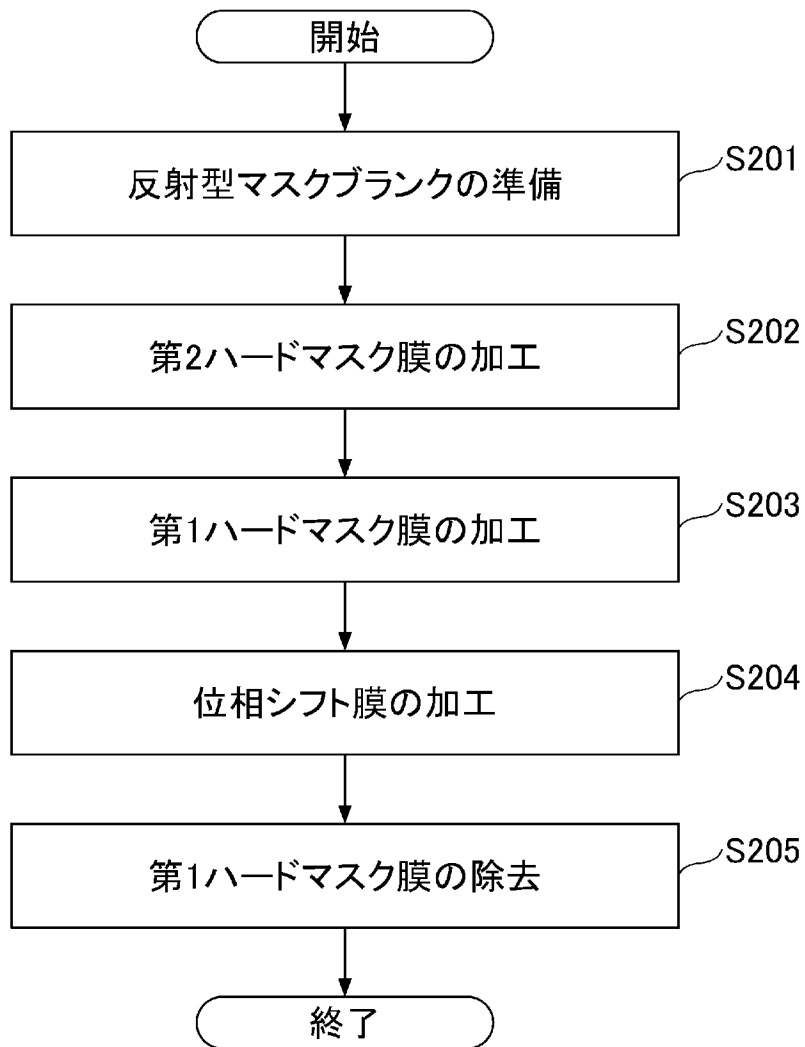 開始
反射型マスクブランクの準備
S201
第2ハードマスク膜の加工
S202
第1ハードマスク膜の加工
S203
位相シフト膜の加工
S204
第1ハードマスク膜の除去
S205
終了